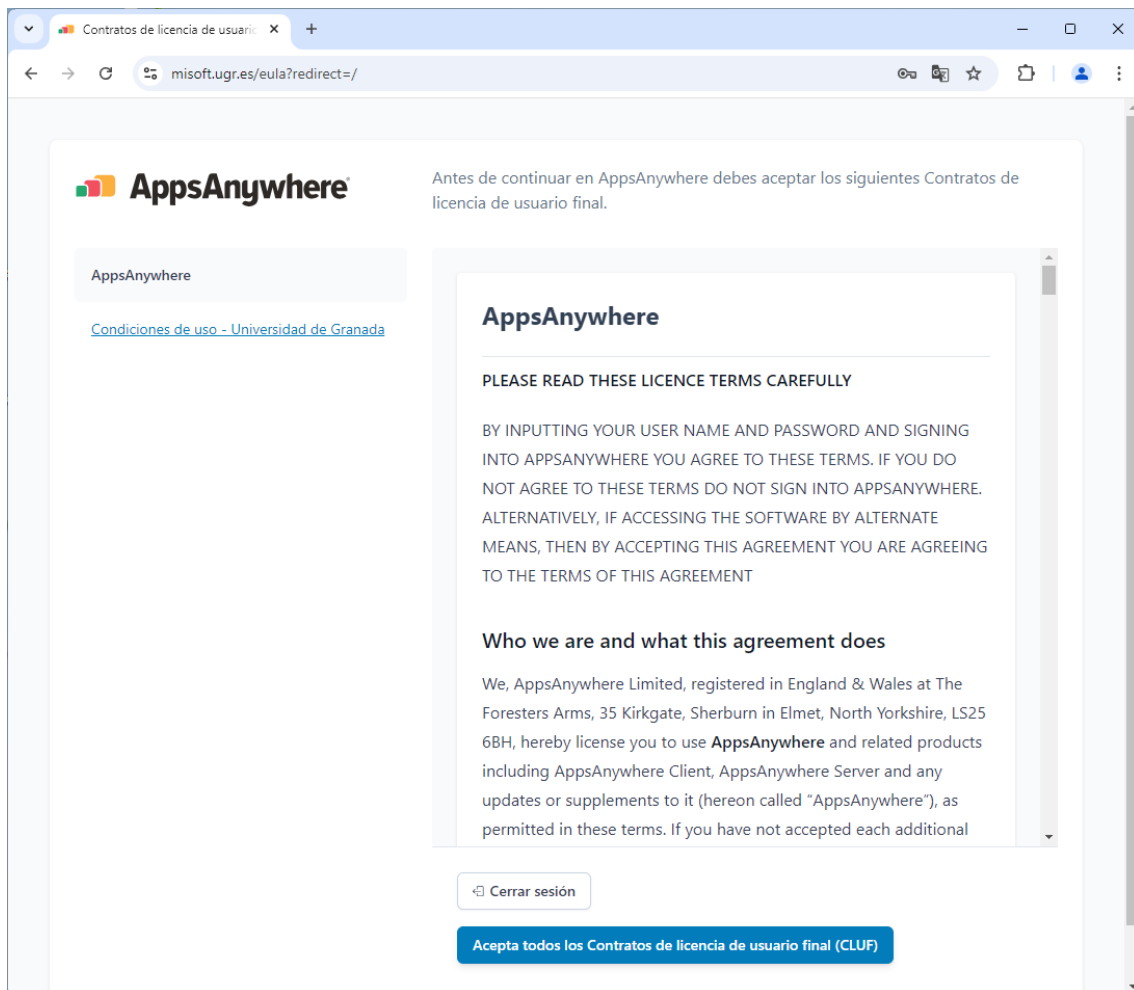 Contratos de licencia de usuario
misoft.ugr.es/eula?redirect=/
AppsAnywhere
Antes de continuar en AppsAnywhere debes aceptar los siguientes Contratos de
licencia de usuario final.
AppsAnywhere
Condiciones de uso - Universidad de Granada
AppsAnywhere
PLEASE READ THESE LICENCE TERMS CAREFULLY
BY INPUTTING YOUR USER NAME AND PASSWORD AND SIGNING
INTO APPSANYWHERE YOU AGREE TO THESE TERMS. IF YOU DO
NOT AGREE TO THESE TERMS DO NOT SIGN INTO APPSANYWHERE.
ALTERNATIVELY, IF ACCESSING THE SOFTWARE BY ALTERNATE
MEANS, THEN BY ACCEPTING THIS AGREEMENT YOU ARE AGREEING
TO THE TERMS OF THIS AGREEMENT
Who we are and what this agreement does
We, AppsAnywhere Limited, registered in England & Wales at The
Foresters Arms, 35 Kirkgate, Sherburn in Elmet, North Yorkshire, LS25
6BH, hereby license you to use AppsAnywhere and related products
including AppsAnywhere Client, AppsAnywhere Server and any
updates or supplements to it (hereon called “AppsAnywhere”), as
permitted in these terms. If you have not accepted each additional
Cerrar sesión
Acepta todos los Contratos de licencia de usuario final (CLUF)